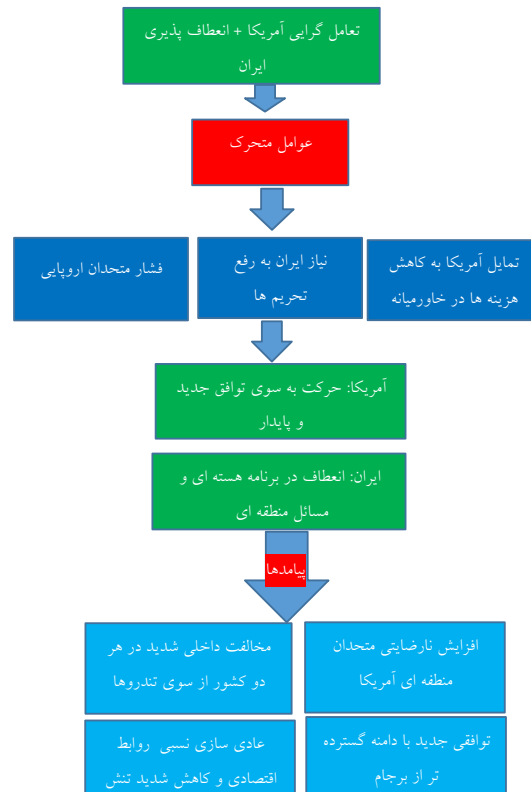 تعامل گرایی آمریکا + انعطاف پذیری
ایران
عوامل متحرک
تمایل آمریکا به کاهش
هزینه ها در خاورمیانه
نیاز ایران به رفع
تحریم ها
فشار متحدان اروپایی
آمریکا: حرکت به سوی توافق جدید
و پایدار
ایران: انعطاف در برنامه هسته ای و
مسائل منطقه ای
پیامدها
افزایش نارضایتی متحدان
منطقه ای آمریکا
مخالفت داخلی شدید در هر
دو کشور از سوی تندروها
توافقی جدید با دامنه گسترده
تر از برجام
عادی سازی نسبی روابط
اقتصادی و کاهش شدید تنش